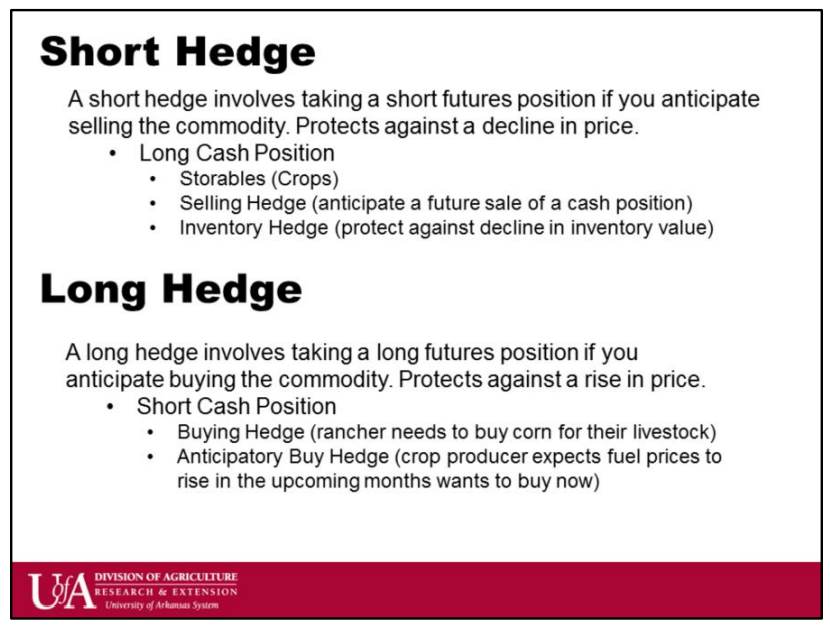 Short Hedge
A short hedge involves taking a short futures position if you anticipate
selling the commodity. Protects against a decline in price.
• Long Cash Position
• Storables (Crops)
• Selling Hedge (anticipate a future sale of a cash position)
• Inventory Hedge (protect against decline in inventory value)
Long Hedge
A long hedge involves taking a long futures position if you
anticipate buying the commodity. Protects against a rise in price.
• Short Cash Position
• Buying Hedge (rancher needs to buy corn for their livestock)
• Anticipatory Buy Hedge (crop producer expects fuel prices to
rise in the upcoming months wants to buy now)
UofA
DIVISION OF AGRICULTURE
RESEARCH & EXTENSION
University of Arkansas System